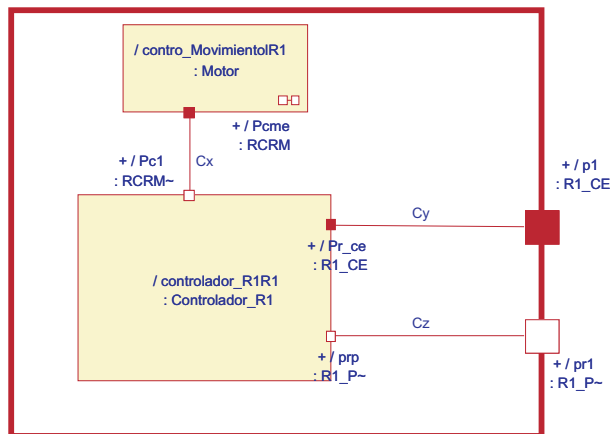 / contro_MovimientoIR1
: Motor
+ / Pcme
: RCRM
+ / Pc1
: RCRM~
Cx
+ / p1
: R1_CE
Cy
+ / Pr_ce
: R1_CE
/ controlador_R1R1
: Controlador_R1
Cz
+ / prp
: R1_P~
+ / pr1
: R1_P~